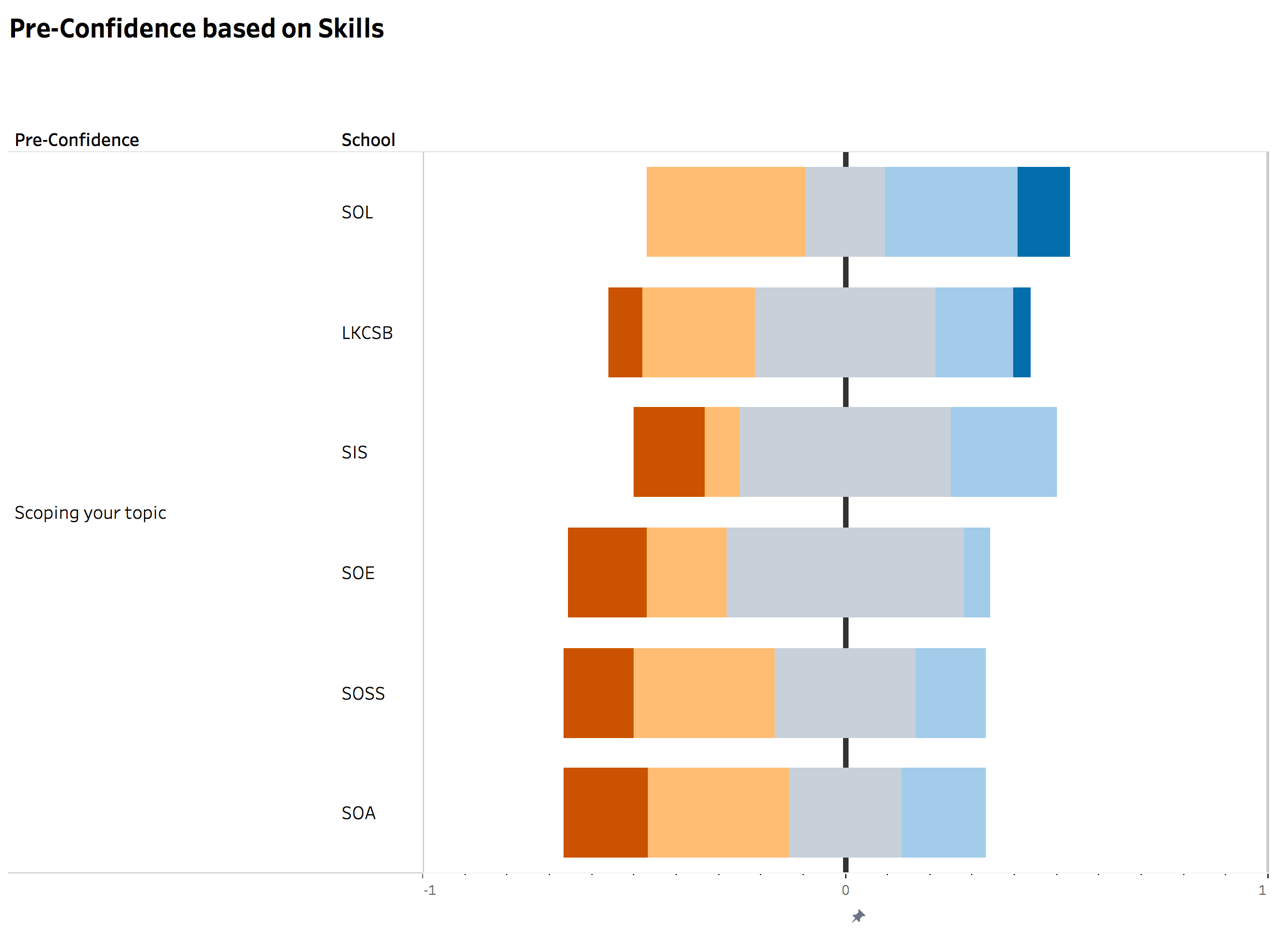 Pre-Confidence based on Skills
Pre-Confidence School
SOL
LKCSB
SIS
Scoping your topic
SOE
SOSS
SOA
-1 0 1